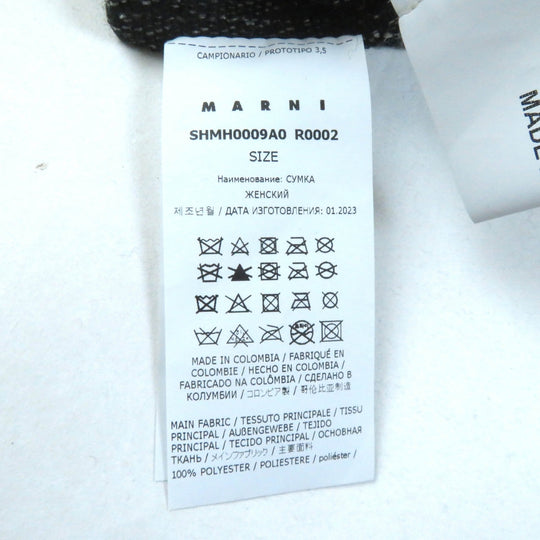 CAMPIONARIO / PROTOTIPO 3,5
MARNI
SHMH0009A0 R0002
SIZE
Наименование: СУМКА
ЖЕНСКИЙ
제조년월 / ДАТА ИЗГОТОВЛЕНИЯ: 01.2023
MADE IN COLOMBIA / FABRIQUÉ EN
COLOMBIE / HECHO EN COLOMBIA /
FABRICADO NA COLÔMBIA / СДЕЛАНО В
КОЛУМБИИ / コロンビア製 / 哥伦比亚制造
MAIN FABRIC / TESSUTO PRINCIPALE / TISSU
PRINCIPAL / AUßENGEWEBE / TEJIDO
PRINCIPAL / TECIDO PRINCIPAL / ОСНОВНАЯ
ТКАНЬ / メインファブリック / 主要面料
100% POLYESTER / POLIESTERE / poliéster /
MADE